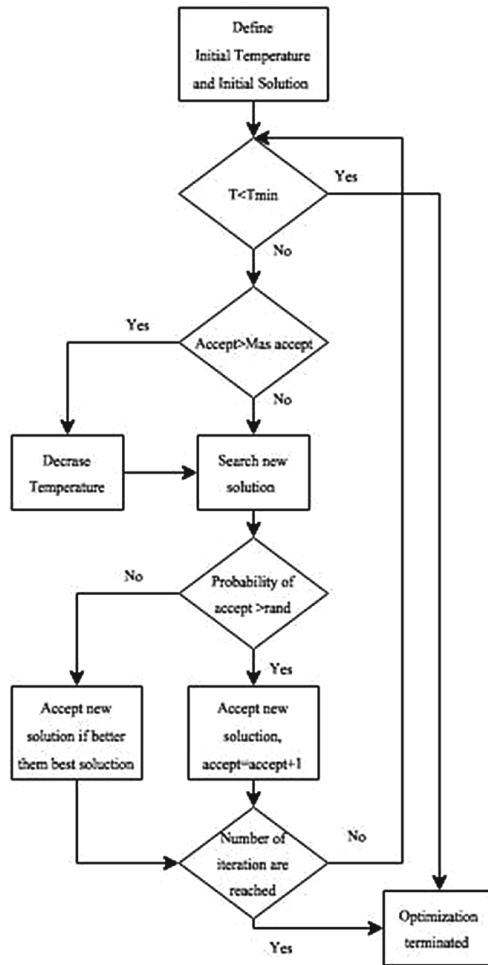 Define
Initial Temperature
and Initial Solution
T<Tmin
Yes
No
Yes
Accept>Mas accept
No
Decrase
Temperature
Search new
solution
No
Probability of
accept >rand
Yes
Accept new
solution if better
them best soluction
Accept new
soluction,
accept=accept+1
Number of
iteration are
reached
No
Yes
Optimization
terminated